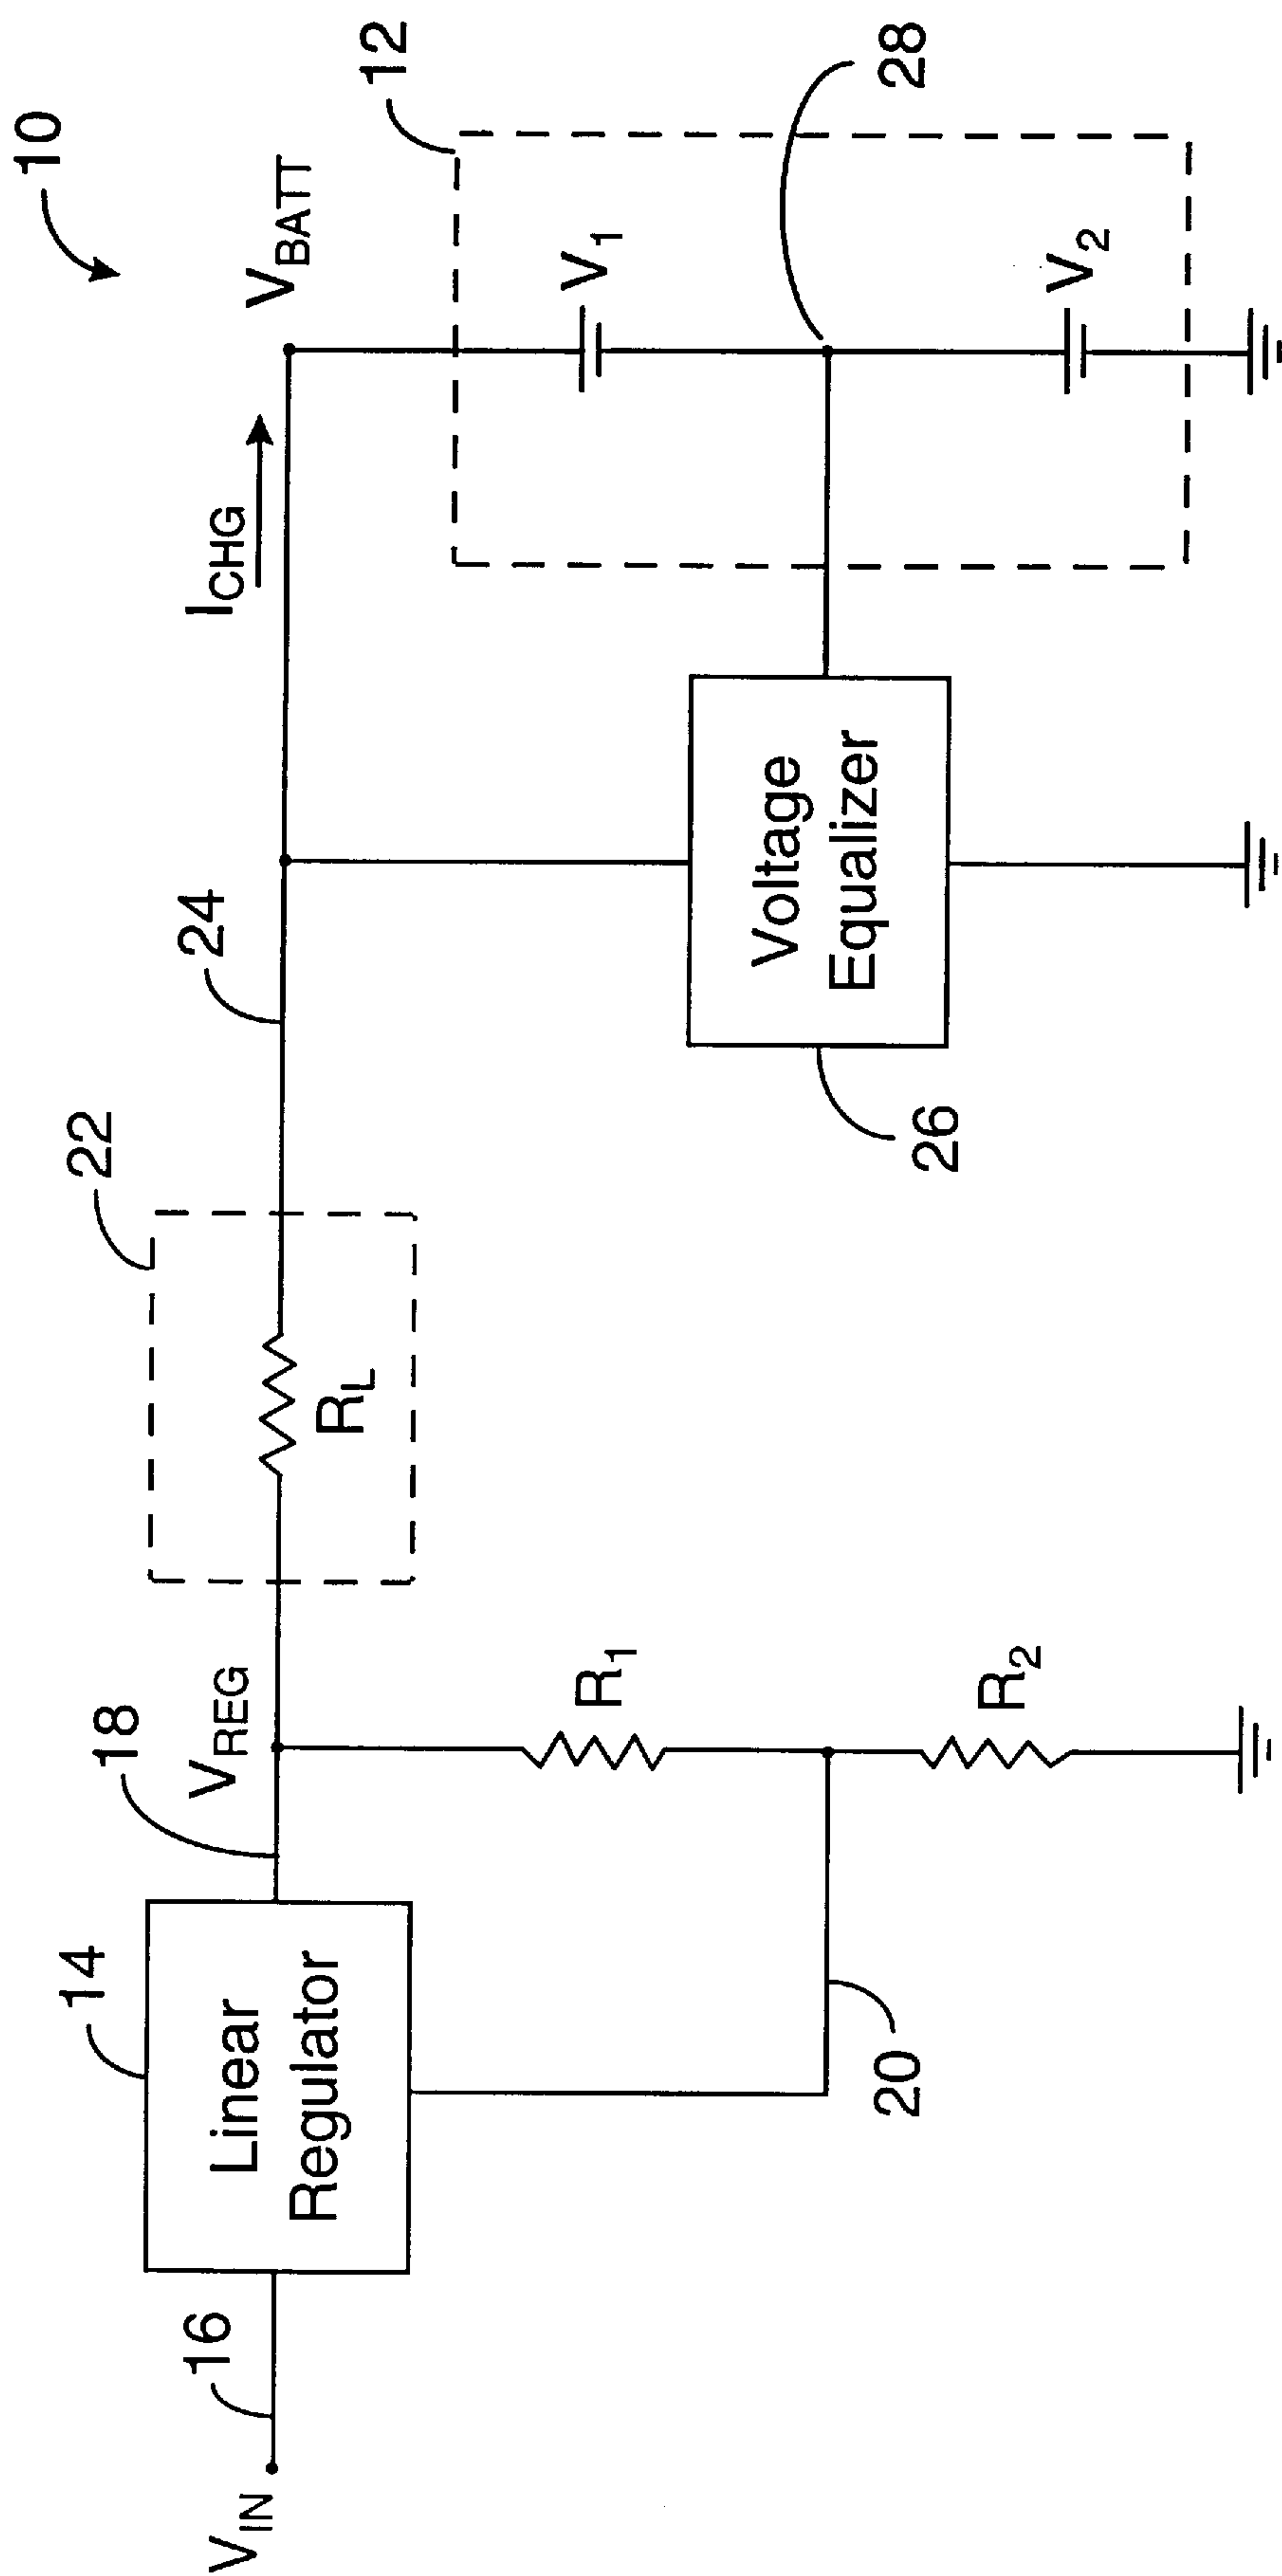 10
12
V_BATT
I_CHG
V_1
28
V_2
24
22
R_L
Voltage
Equalizer
26
18
V_REG
R_1
R_2
14
Linear
Regulator
20
16
V_IN